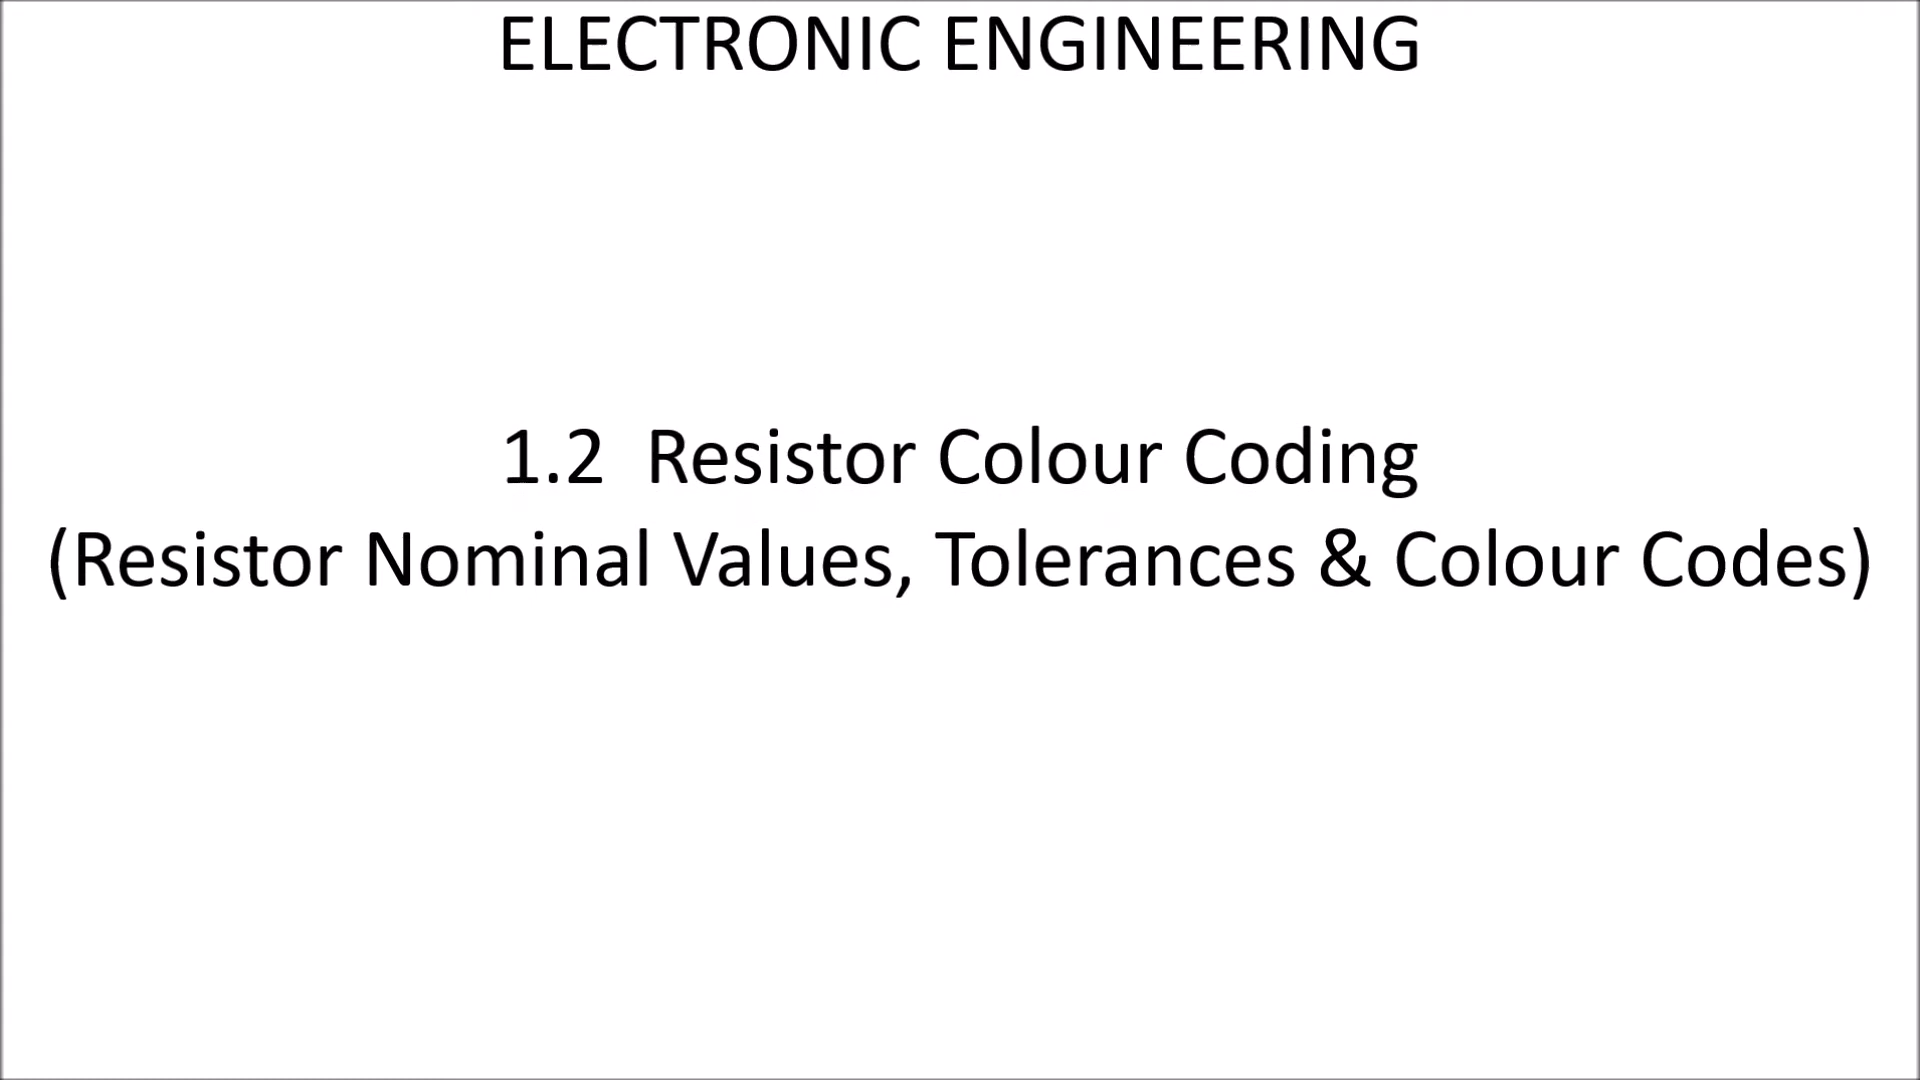 ELECTRONIC ENGINEERING
1.2  Resistor Colour Coding
(Resistor Nominal Values, Tolerances & Colour Codes)